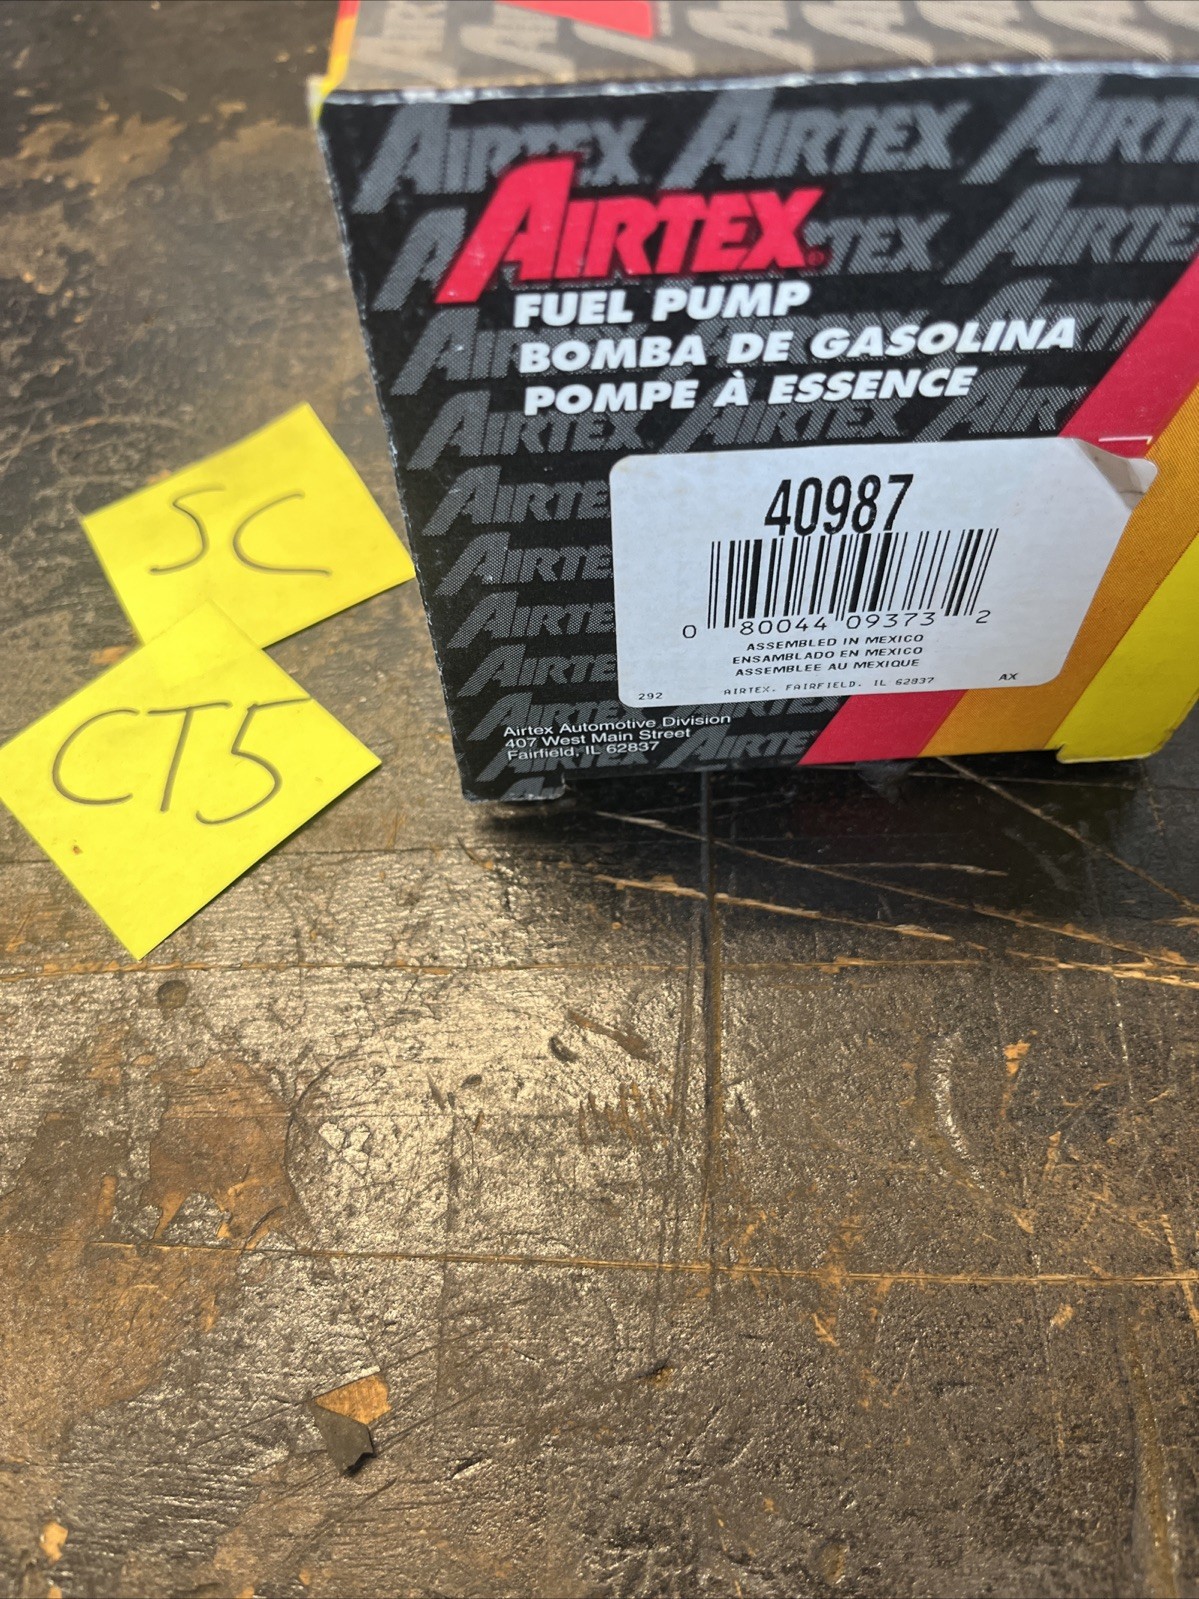 AIRTEX
FUEL PUMP
BOMBA DE GASOLINA
POMPE À ESSENCE
40987
0 80044 09373 2
ASSEMBLED IN MEXICO
ENSAMBLADO EN MEXICO
ASSEMBLEE AU MEXIQUE
292 AIRTEX, FAIRFIELD, IL 62837 AX
Airtex Automotive Division
407 West Main Street
Fairfield, IL 62837
SC
CT5